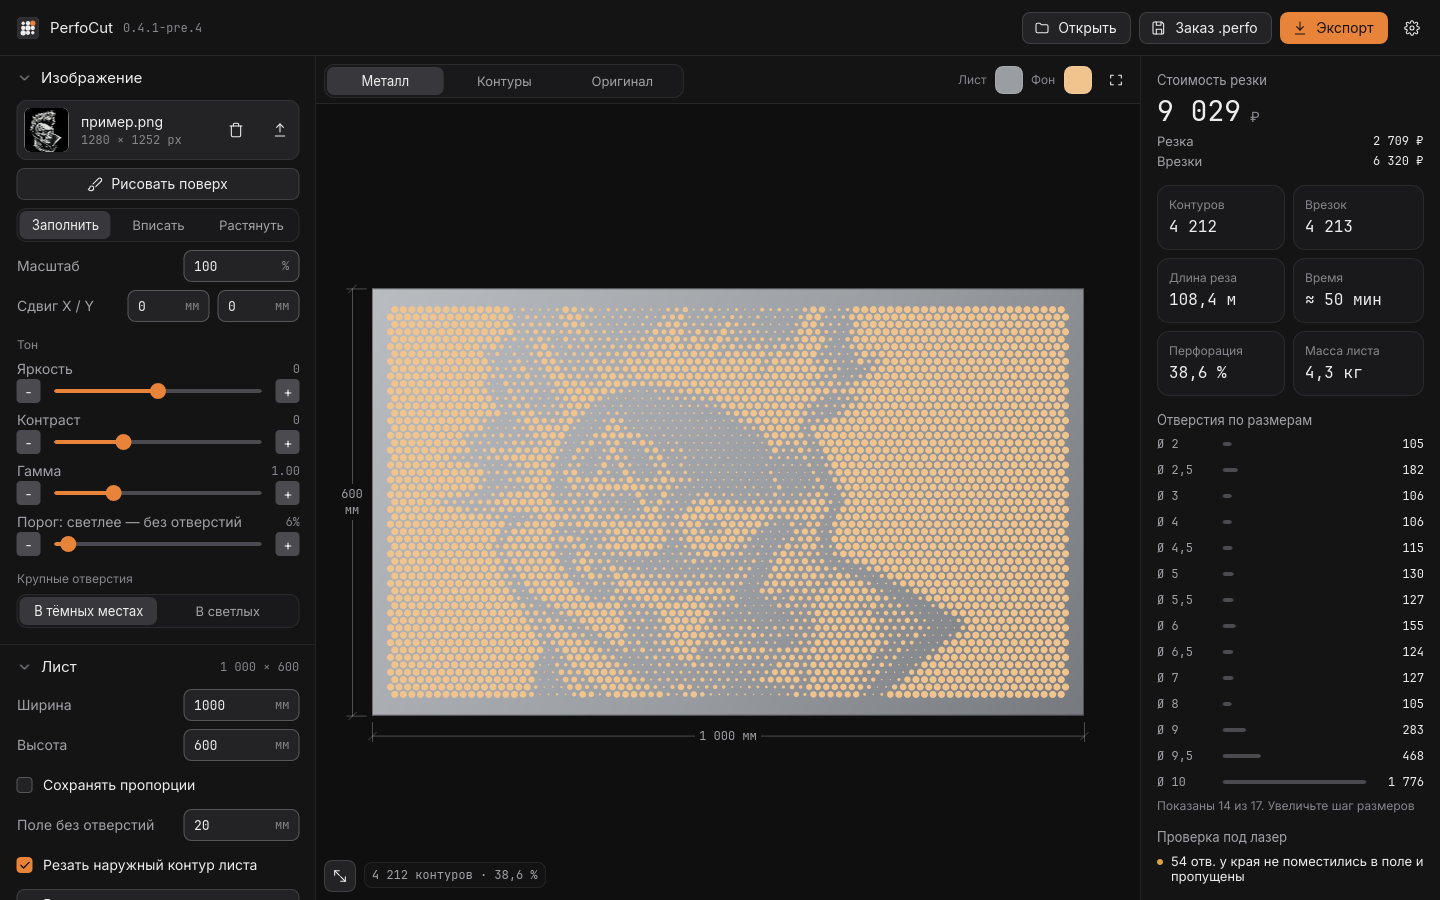 PerfoCut 0.4.1-pre.4
Открыть
Заказ .perfo
Экспорт
Изображение
пример.png
1280 × 1252 px
Рисовать поверх
Заполнить Вписать Растянуть
Масштаб 100 %
Сдвиг X / Y 0 мм 0 мм
Тон
Яркость 0
- +
Контраст 0
- +
Гамма 1.00
- +
Порог: светлее — без отверстий 6%
- +
Крупные отверстия
В тёмных местах В светлых
Лист 1 000 × 600
Ширина 1000 мм
Высота 600 мм
Сохранять пропорции
Поле без отверстий 20 мм
Резать наружный контур листа
Металл Контуры Оригинал
Лист Фон
600
мм
1 000 мм
4 212 контуров · 38,6 %
Стоимость резки
9 029 ₽
Резка 2 709 ₽
Врезки 6 320 ₽
Контуров
4 212
Врезок
4 213
Длина реза
108,4 м
Время
≈ 50 мин
Перфорация
38,6 %
Масса листа
4,3 кг
Отверстия по размерам
Ø 2 105
Ø 2,5 182
Ø 3 106
Ø 4 106
Ø 4,5 115
Ø 5 130
Ø 5,5 127
Ø 6 155
Ø 6,5 124
Ø 7 127
Ø 8 105
Ø 9 283
Ø 9,5 468
Ø 10 1 776
Показаны 14 из 17. Увеличьте шаг размеров
Проверка под лазер
54 отв. у края не поместились в поле и
пропущены